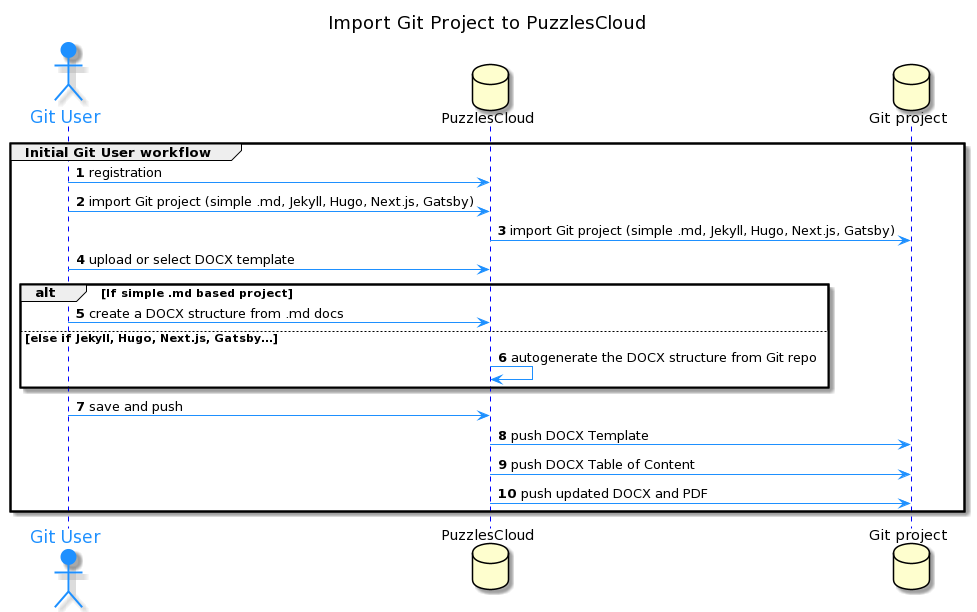 Import Git Project to PuzzlesCloud
Git User
PuzzlesCloud
Git project
Initial Git User workflow
1 registration
2 import Git project (simple .md, Jekyll, Hugo, Next.js, Gatsby)
3 import Git project (simple .md, Jekyll, Hugo, Next.js, Gatsby)
4 upload or select DOCX template
alt [If simple .md based project]
5 create a DOCX structure from .md docs
[else if Jekyll, Hugo, Next.js, Gatsby...]
6 autogenerate the DOCX structure from Git repo
7 save and push
8 push DOCX Template
9 push DOCX Table of Content
10 push updated DOCX and PDF
Git User
PuzzlesCloud
Git project